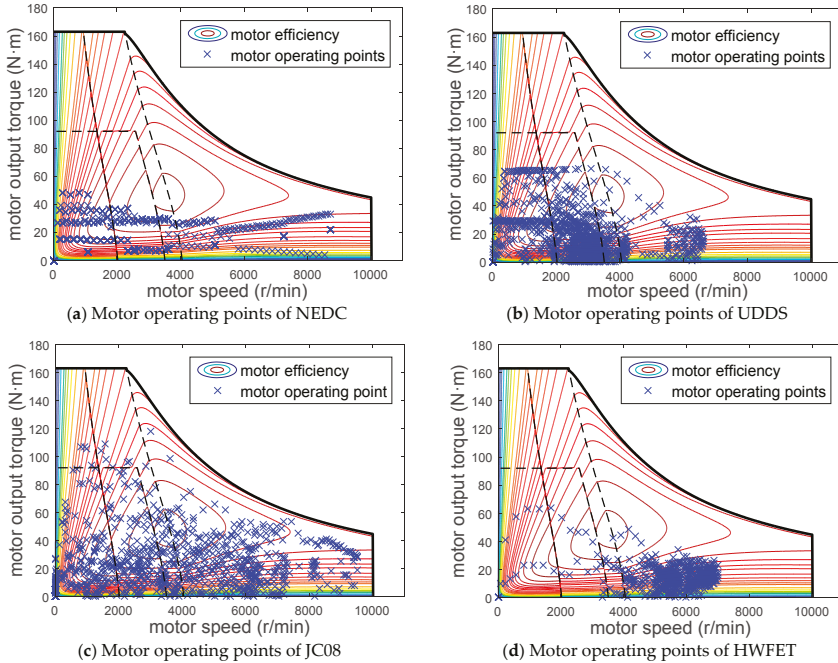 180
160
140
120
100
80
60
40
20
0
motor output torque (N·m)
motor efficiency
motor operating points
0 2000 4000 6000 8000 10000
motor speed (r/min)
(a) Motor operating points of NEDC
180
160
140
120
100
80
60
40
20
0
motor output torque (N·m)
motor efficiency
motor operating points
0 2000 4000 6000 8000 10000
motor speed (r/min)
(b) Motor operating points of UDDS
180
160
140
120
100
80
60
40
20
0
motor output torque (N·m)
motor efficiency
motor operating point
0 2000 4000 6000 8000 10000
motor speed (r/min)
(c) Motor operating points of JC08
180
160
140
120
100
80
60
40
20
0
motor output torque (N·m)
motor efficiency
motor operating points
0 2000 4000 6000 8000 10000
motor speed (r/min)
(d) Motor operating points of HWFET